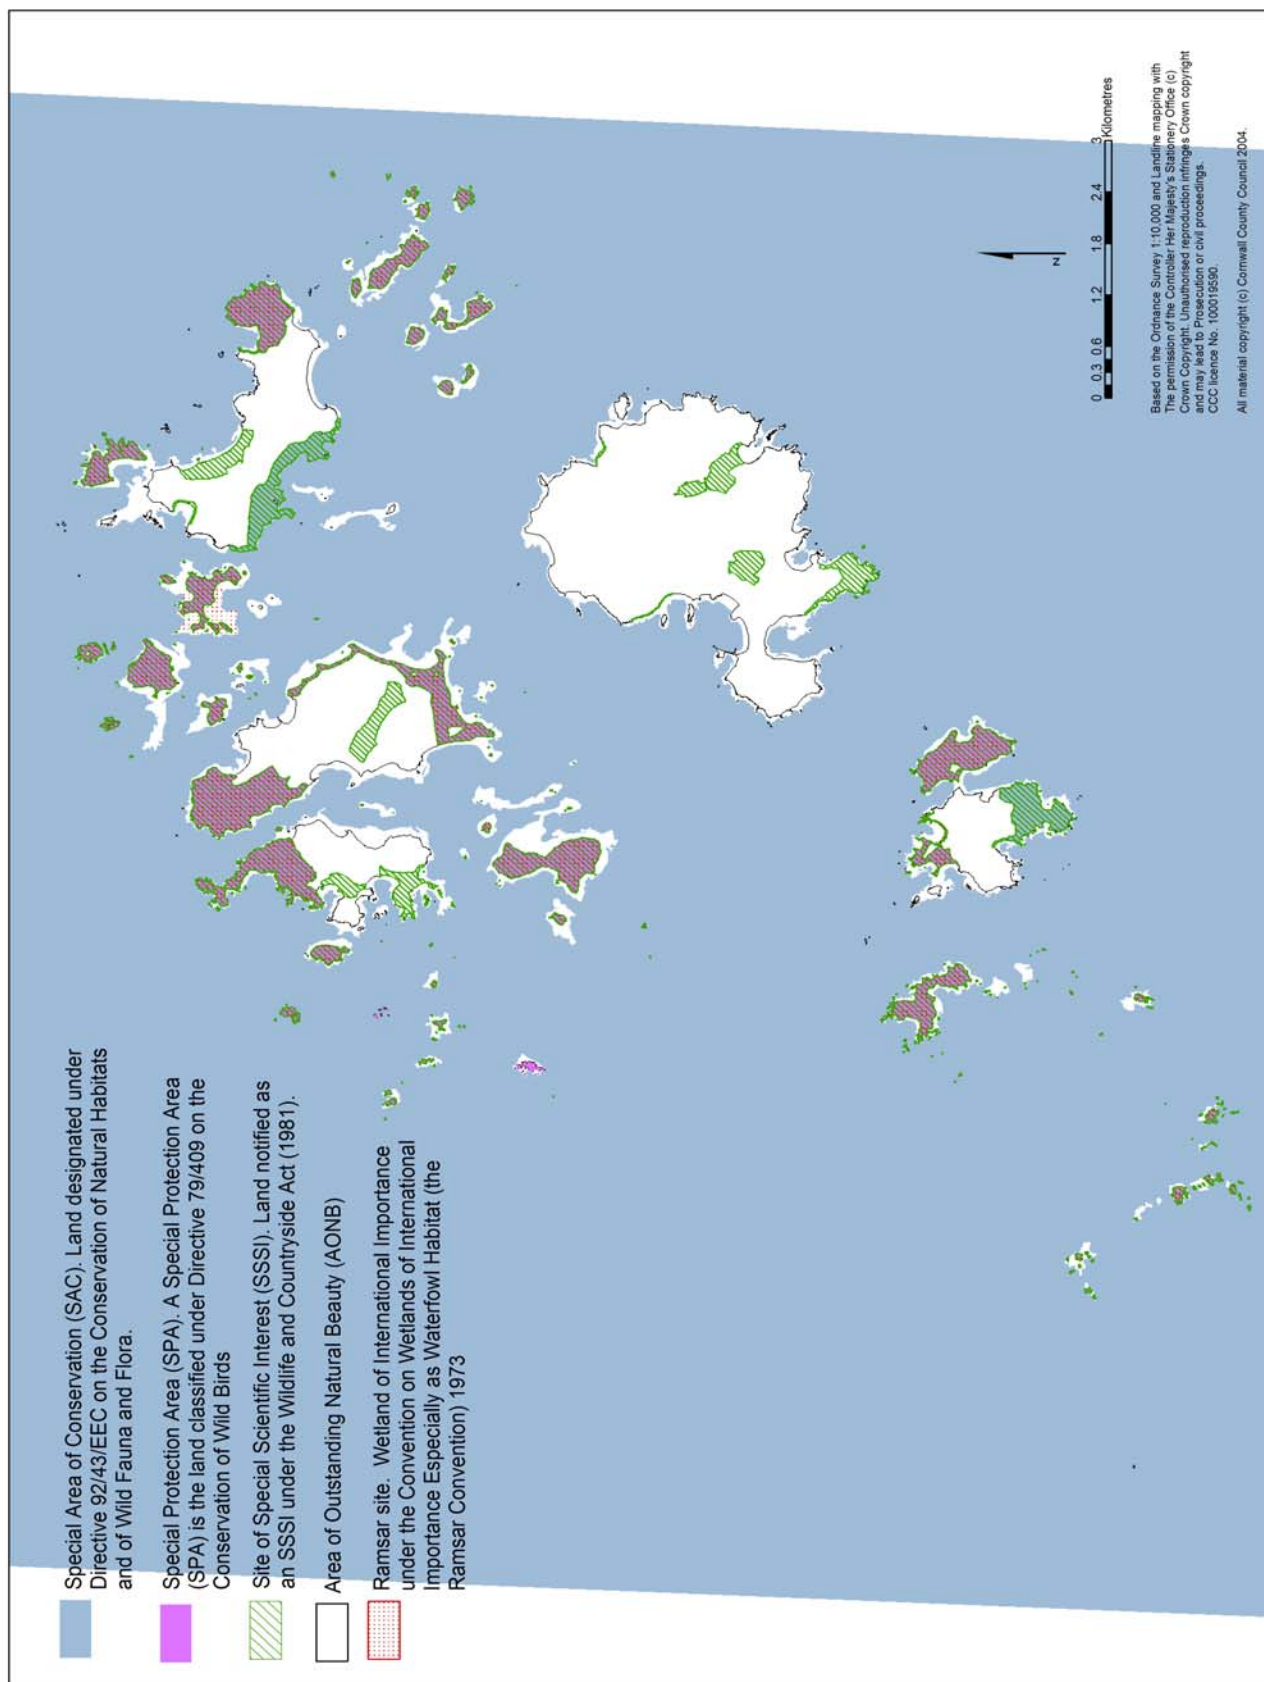 Special Area of Conservation (SAC). Land designated under
Directive 92/43/EEC on the Conservation of Natural Habitats
and of Wild Fauna and Flora.
Special Protection Area (SPA). A Special Protection Area
(SPA) is the land classified under Directive 79/409 on the
Conservation of Wild Birds
Site of Special Scientific Interest (SSSI). Land notified as
an SSSI under the Wildlife and Countryside Act (1981).
Area of Outstanding Natural Beauty (AONB)
Ramsar site. Wetland of International Importance
under the Convention on Wetlands of International
Importance Especially as Waterfowl Habitat (the
Ramsar Convention) 1973
N
0 0.3 0.6 1.2 1.8 2.4 3
Kilometres
Based on the Ordnance Survey 1:10,000 and Landline mapping with
The permission of the Controller Her Majesty's Stationery Office (c)
Crown Copyright. Unauthorised reproduction infringes Crown copyright
and may lead to Prosecution or civil proceedings.
CCC licence No. 100019590.
All material copyright (c) Cornwall County Council 2004.